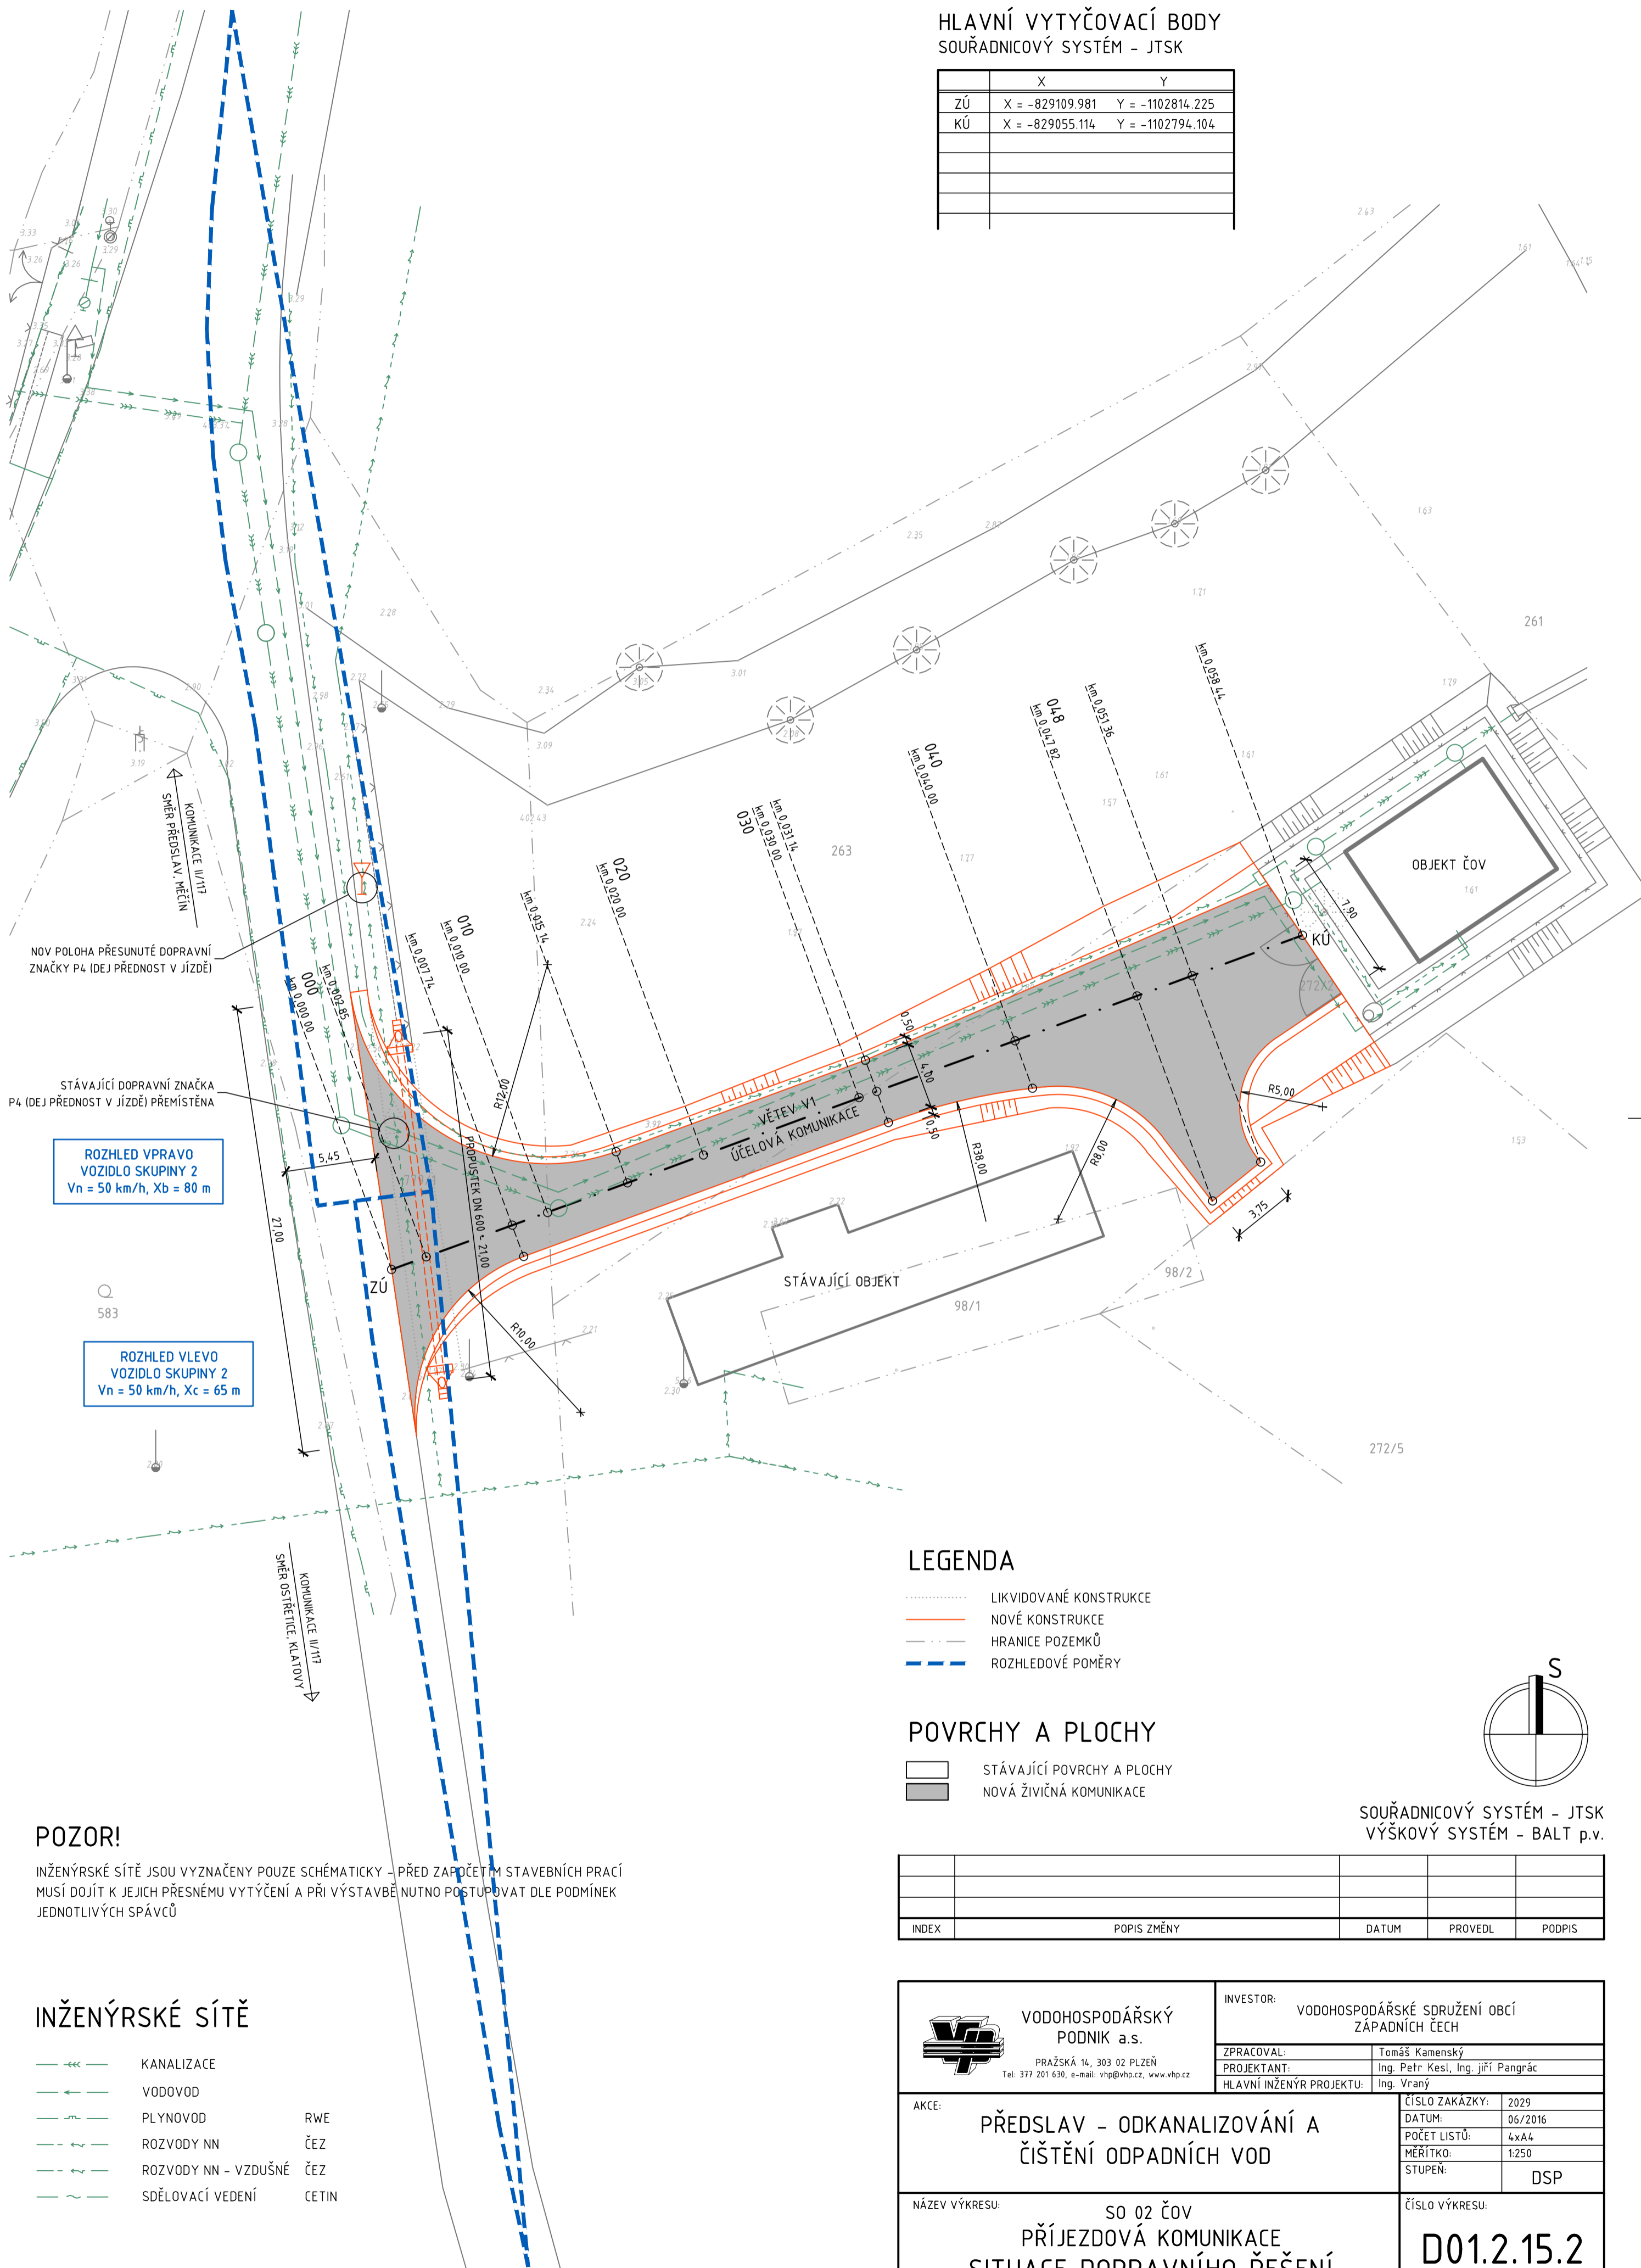 HLAVNÍ VYTYČOVACÍ BODY
SOUŘADNICOVÝ SYSTÉM - JTSK
X Y
ZÚ X = -829109.981 Y = -1102814.225
KÚ X = -829055.114 Y = -1102794.104
261
263
272/2
98/1
98/2
272/5
583
km 0,000 00
000
km 0,002 85
km 0,007 74
010
km 0,010 00
km 0,015 14
020
km 0,020 00
030
km 0,030 00
km 0,031 14
040
km 0,040 00
048
km 0,047 82
km 0,051 36
km 0,058 44
KOMUNIKACE II/117
SMĚR PŘEDSLAV, MĚČÍN
NOV POLOHA PŘESUNUTÉ DOPRAVNÍ
ZNAČKY P4 (DEJ PŘEDNOST V JÍZDĚ)
STÁVAJÍCÍ DOPRAVNÍ ZNAČKA
P4 (DEJ PŘEDNOST V JÍZDĚ) PŘEMÍSTĚNA
ROZHLED VPRAVO
VOZIDLO SKUPINY 2
Vn = 50 km/h, Xb = 80 m
ROZHLED VLEVO
VOZIDLO SKUPINY 2
Vn = 50 km/h, Xc = 65 m
5,45
27,00
ZÚ
R12,00
PROPUSTEK DN 600 - 21,00
R10,00
VĚTEV V1
ÚČELOVÁ KOMUNIKACE
0,50
4,00
0,50
R38,00
R8,00
R5,00
3,75
7,90
KÚ
OBJEKT ČOV
STÁVAJÍCÍ OBJEKT
KOMUNIKACE II/117
SMĚR OSTŘETICE, KLATOVY
LEGENDA
LIKVIDOVANÉ KONSTRUKCE
NOVÉ KONSTRUKCE
HRANICE POZEMKŮ
ROZHLEDOVÉ POMĚRY
POVRCHY A PLOCHY
STÁVAJÍCÍ POVRCHY A PLOCHY
NOVÁ ŽIVIČNÁ KOMUNIKACE
S
SOUŘADNICOVÝ SYSTÉM - JTSK
VÝŠKOVÝ SYSTÉM - BALT p.v.
POZOR!
INŽENÝRSKÉ SÍTĚ JSOU VYZNAČENY POUZE SCHÉMATICKY - PŘED ZAPOČETÍM STAVEBNÍCH PRACÍ
MUSÍ DOJÍT K JEJICH PŘESNÉMU VYTÝČENÍ A PŘI VÝSTAVBĚ NUTNO POSTUPOVAT DLE PODMÍNEK
JEDNOTLIVÝCH SPÁVCŮ
INŽENÝRSKÉ SÍTĚ
KANALIZACE
VODOVOD
PLYNOVOD RWE
ROZVODY NN ČEZ
ROZVODY NN - VZDUŠNÉ ČEZ
SDĚLOVACÍ VEDENÍ CETIN
INDEX POPIS ZMĚNY DATUM PROVEDL PODPIS
VODOHOSPODÁŘSKÝ
PODNIK a.s.
PRAŽSKÁ 14, 303 02 PLZEŇ
Tel: 377 201 630, e-mail: vhp@vhp.cz, www.vhp.cz
INVESTOR: VODOHOSPODÁŘSKÉ SDRUŽENÍ OBCÍ
ZÁPADNÍCH ČECH
ZPRACOVAL: Tomáš Kamenský
PROJEKTANT: Ing. Petr Kesl, Ing. jiří Pangrác
HLAVNÍ INŽENÝR PROJEKTU: Ing. Vraný
AKCE: PŘEDSLAV - ODKANALIZOVÁNÍ A
ČIŠTĚNÍ ODPADNÍCH VOD
ČÍSLO ZAKÁZKY: 2029
DATUM: 06/2016
POČET LISTŮ: 4xA4
MĚŘÍTKO: 1:250
STUPEŇ: DSP
NÁZEV VÝKRESU: SO 02 ČOV
PŘÍJEZDOVÁ KOMUNIKACE
SITUACE DOPRAVNÍHO ŘEŠENÍ
ČÍSLO VÝKRESU:
D01.2.15.2